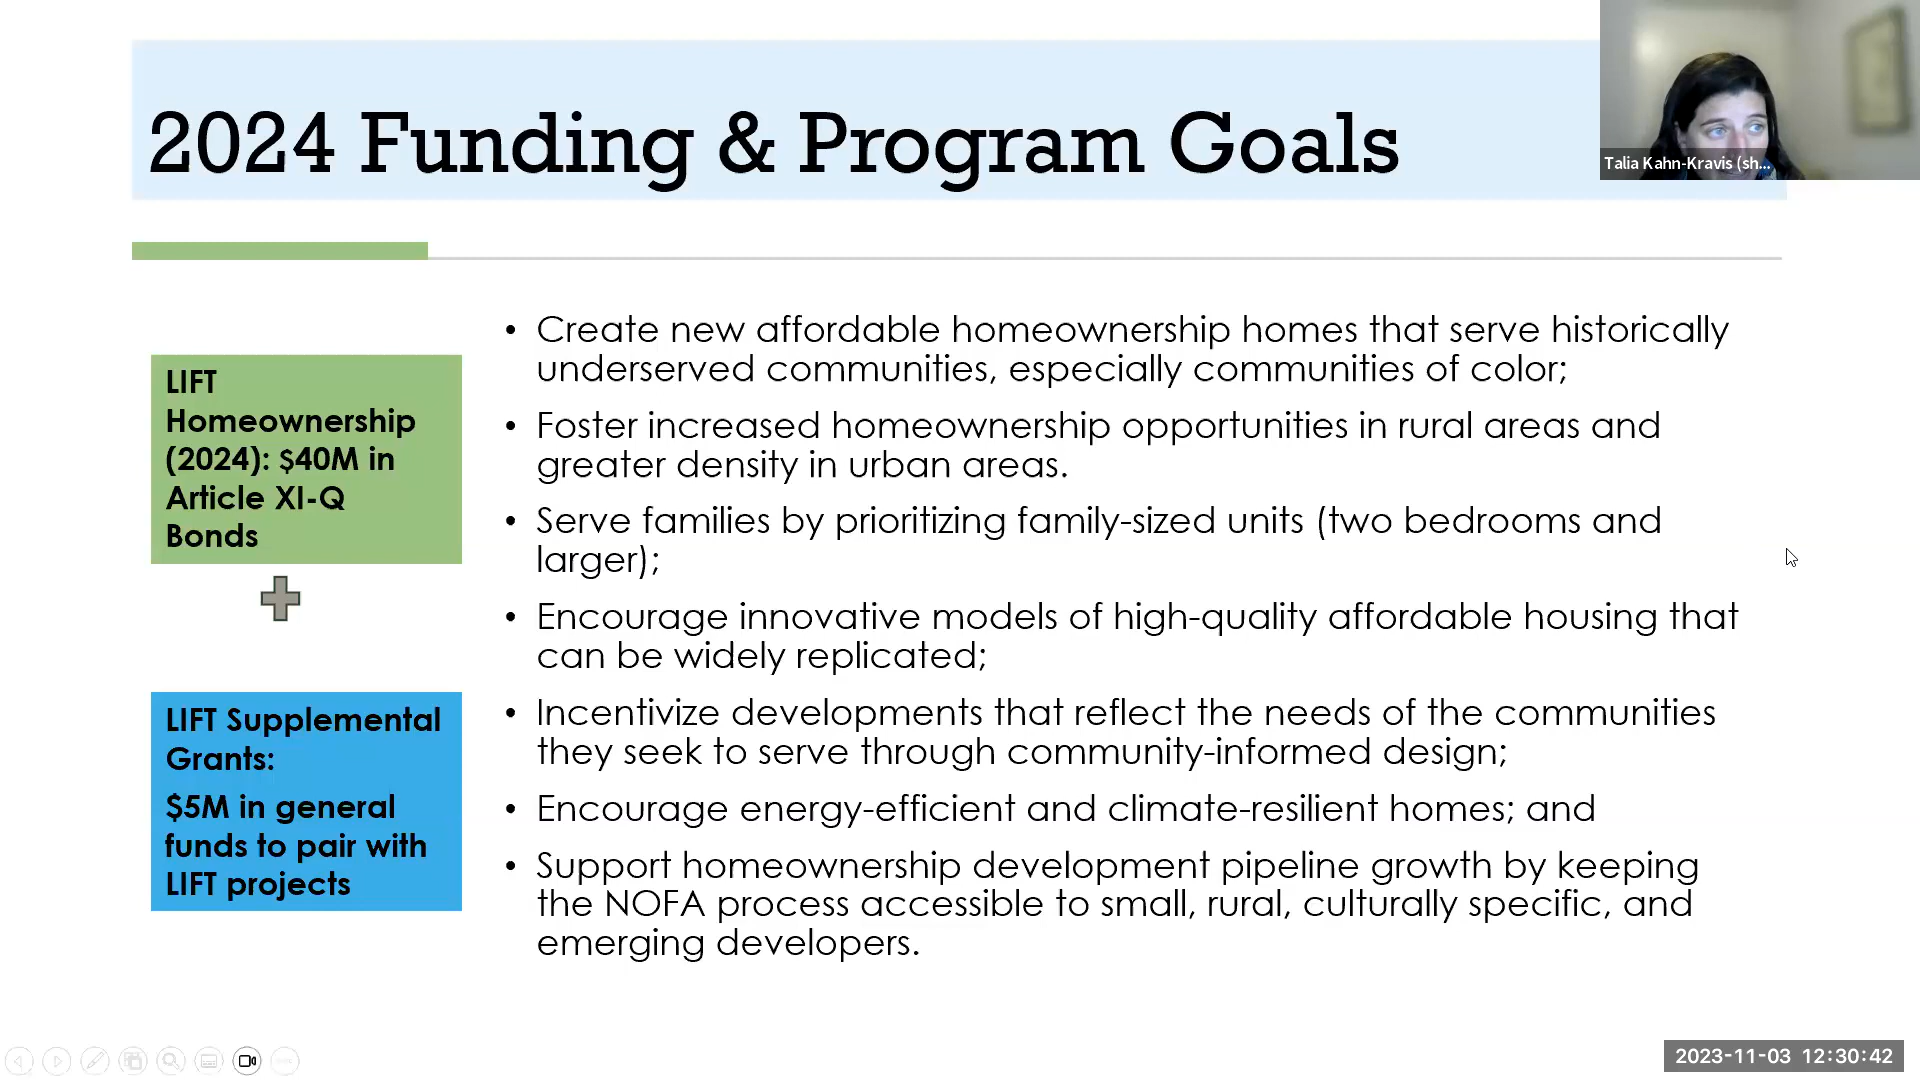 2024 Funding & Program Goals
Talia Kahn-Kravis (sh...
LIFT
Homeownership
(2024): $40M in
Article XI-Q
Bonds
LIFT Supplemental
Grants:
$5M in general
funds to pair with
LIFT projects
• Create new affordable homeownership homes that serve historically
underserved communities, especially communities of color;
• Foster increased homeownership opportunities in rural areas and
greater density in urban areas.
• Serve families by prioritizing family-sized units (two bedrooms and
larger);
• Encourage innovative models of high-quality affordable housing that
can be widely replicated;
• Incentivize developments that reflect the needs of the communities
they seek to serve through community-informed design;
• Encourage energy-efficient and climate-resilient homes; and
• Support homeownership development pipeline growth by keeping
the NOFA process accessible to small, rural, culturally specific, and
emerging developers.
2023-11-03 12:30:42